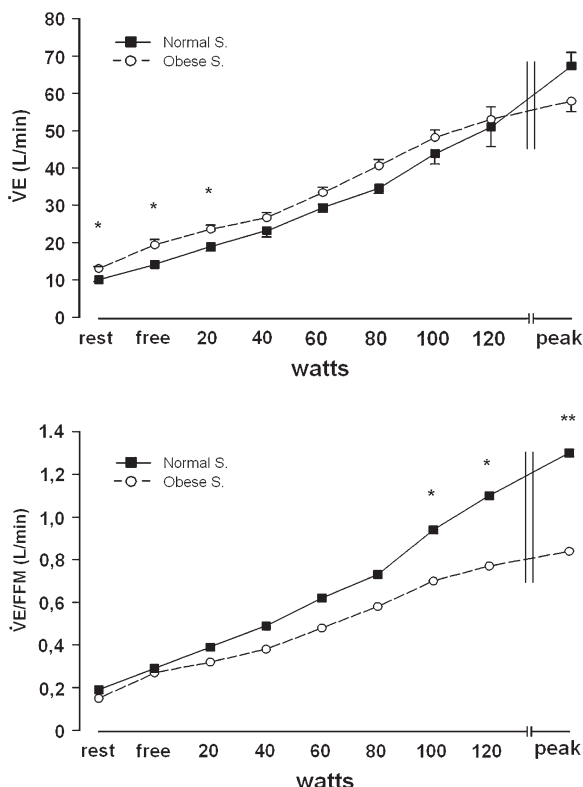 80
70
60
50
40
30
20
10
0
V̇E (L/min)
Normal S.
Obese S.
*
*
*
rest free 20 40 60 80 100 120 peak
watts
1.4
1,2
1,0
0.8
0,6
0.4
0,2
0
V̇E/FFM (L/min)
Normal S.
Obese S.
*
*
**
rest free 20 40 60 80 100 120 peak
watts